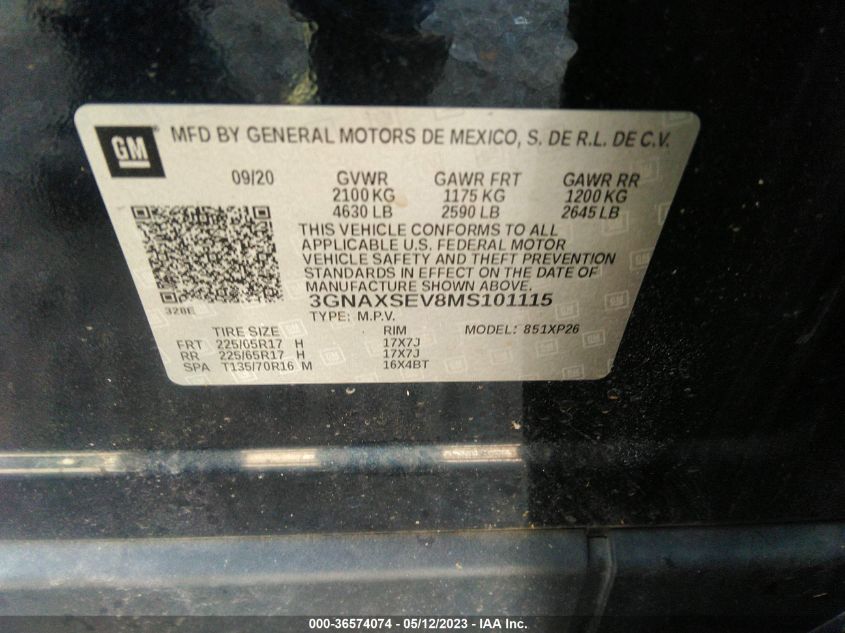 GM
MFD BY GENERAL MOTORS DE MEXICO, S. DE R.L. DE C.V.
09/20 GVWR GAWR FRT GAWR RR
2100 KG 1175 KG 1200 KG
4630 LB 2590 LB 2645 LB
THIS VEHICLE CONFORMS TO ALL
APPLICABLE U.S. FEDERAL MOTOR
VEHICLE SAFETY AND THEFT PREVENTION
STANDARDS IN EFFECT ON THE DATE OF
MANUFACTURE SHOWN ABOVE.
328E
3GNAXSEV8MS101115
TYPE: M.P.V. MODEL: 851XP26
TIRE SIZE RIM
FRT 225/65R17 H 17X7J
RR 225/65R17 H 17X7J
SPA T135/70R16 M 16X4BT
000-36574074 - 05/12/2023 - IAA Inc.